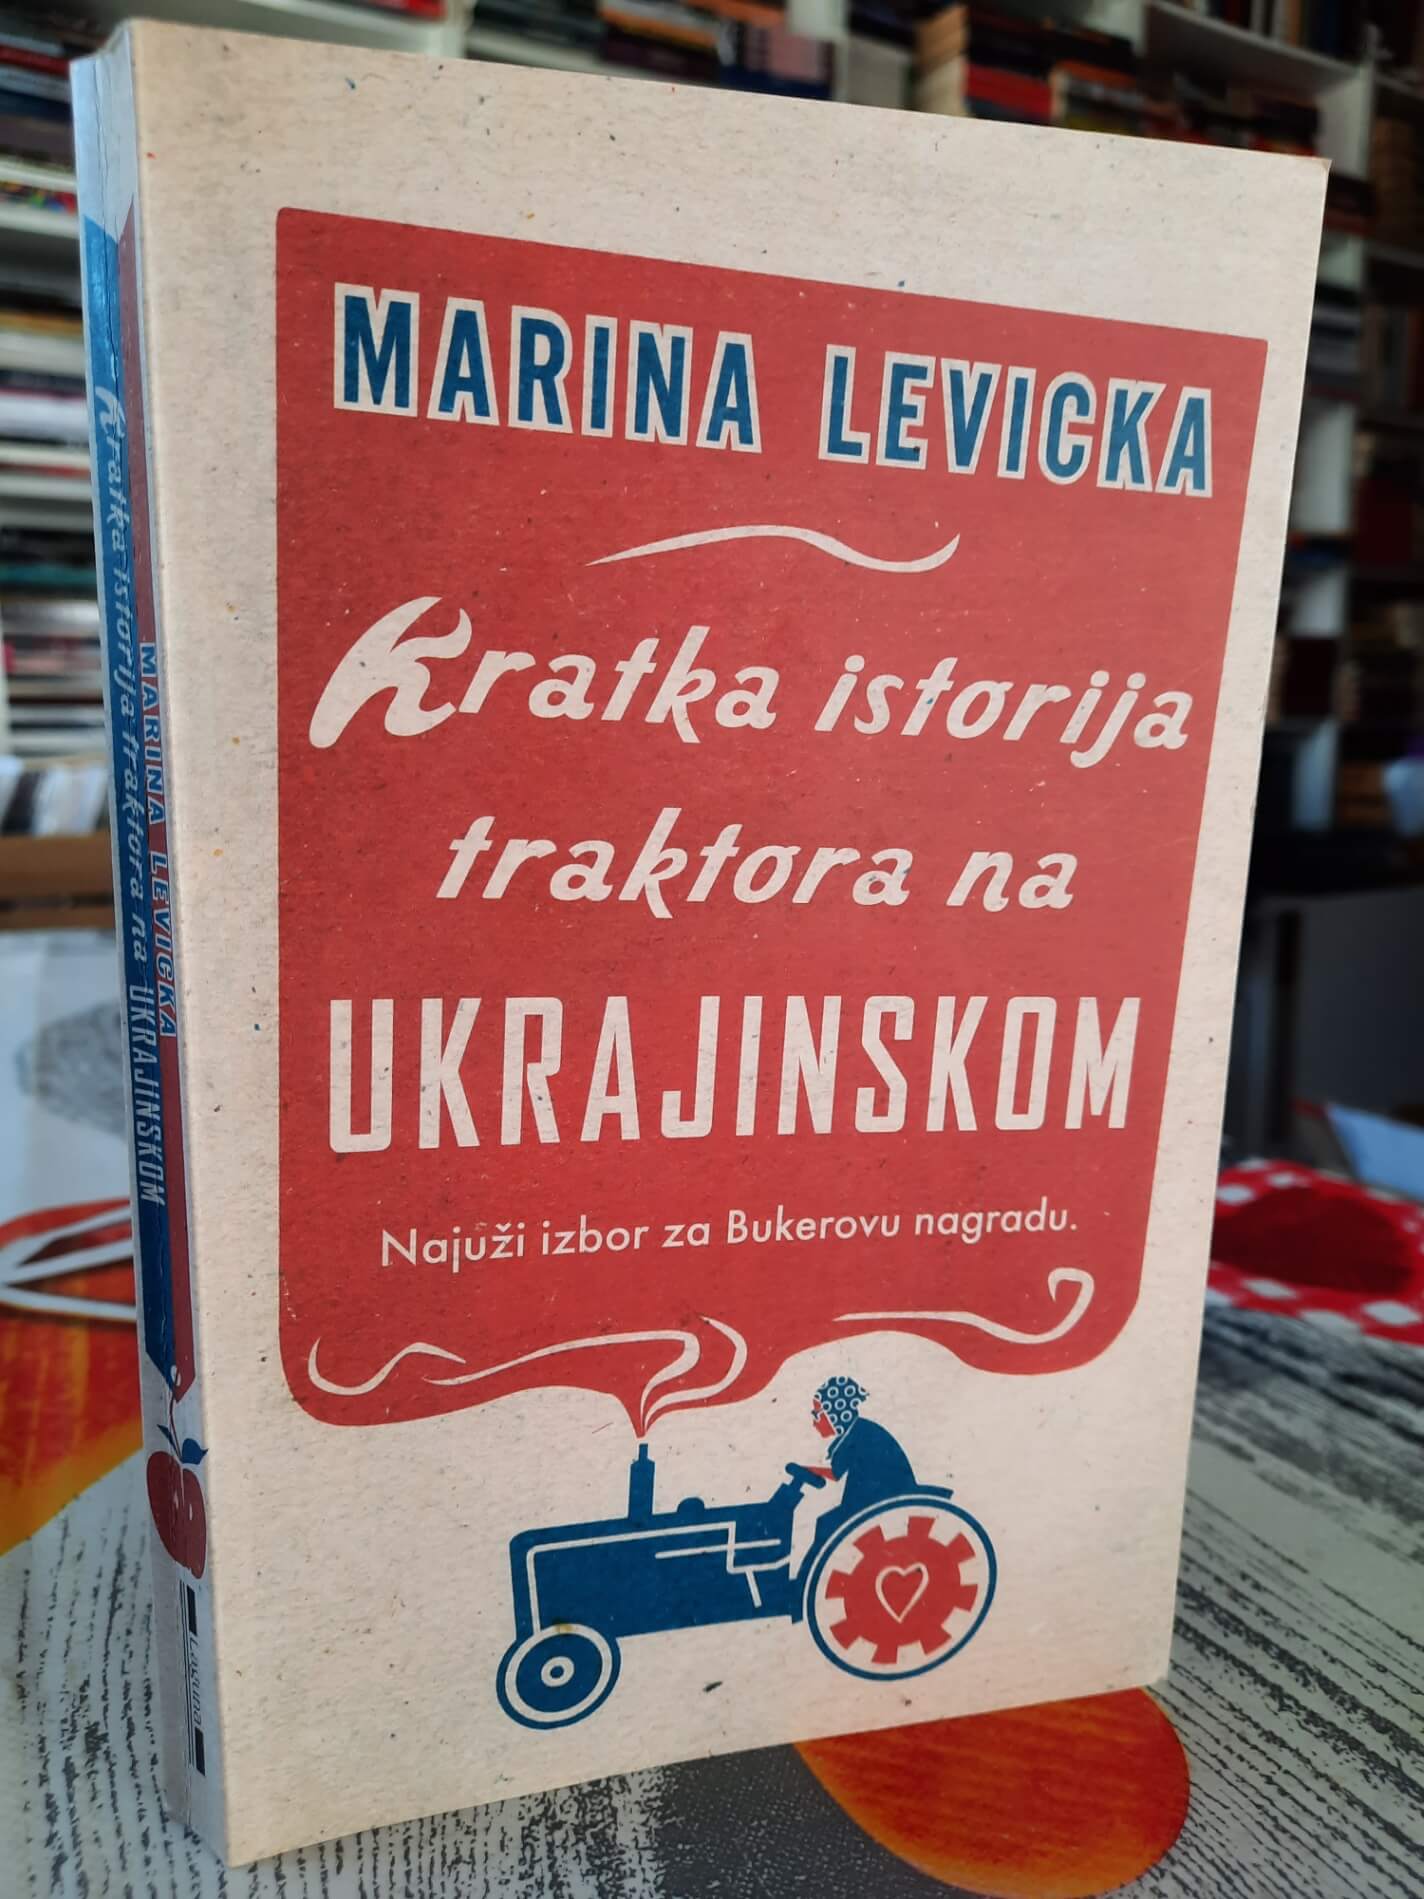 MARINA LEVICKA
Kratka istorija
traktora na
UKRAJINSKOM
Najuži izbor za Bukerovu nagradu.
Kratka istorija traktora na UKRAJINSKOM
MARINA LEVICKA
Laguna